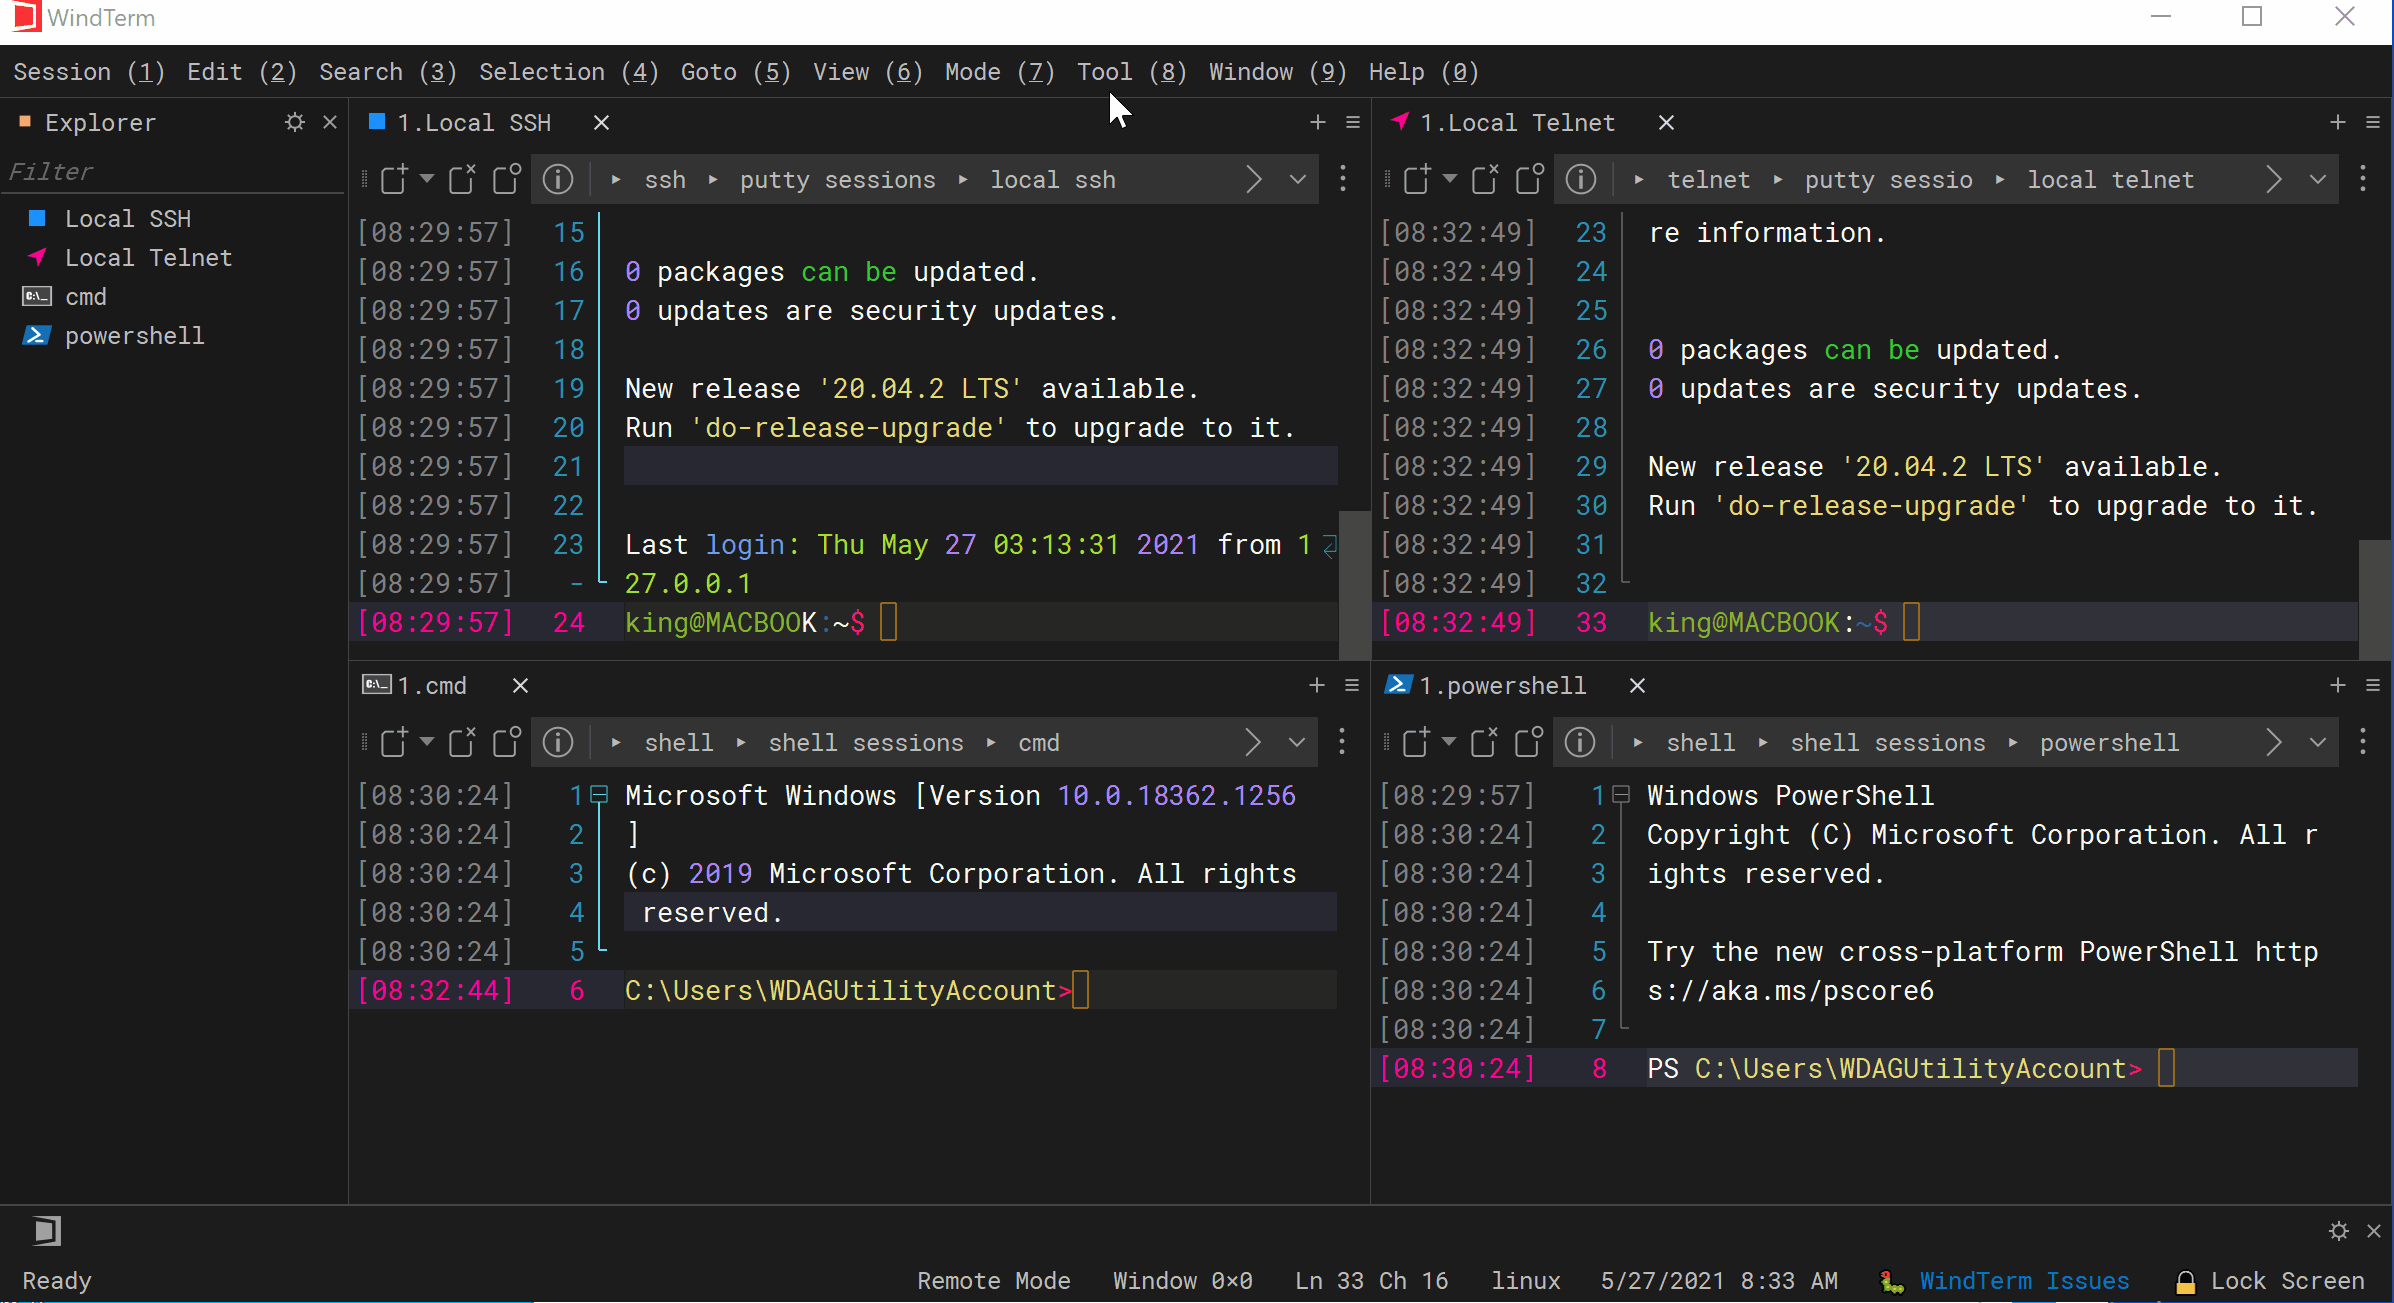 WindTerm
Session (1) Edit (2) Search (3) Selection (4) Goto (5) View (6) Mode (7) Tool (8) Window (9) Help (0)
Explorer
Filter
Local SSH
Local Telnet
cmd
powershell
1.Local SSH
ssh putty sessions local ssh
[08:29:57] 15
[08:29:57] 16 0 packages can be updated.
[08:29:57] 17 0 updates are security updates.
[08:29:57] 18
[08:29:57] 19 New release '20.04.2 LTS' available.
[08:29:57] 20 Run 'do-release-upgrade' to upgrade to it.
[08:29:57] 21
[08:29:57] 22
[08:29:57] 23 Last login: Thu May 27 03:13:31 2021 from 1
[08:29:57] - 27.0.0.1
[08:29:57] 24 king@MACBOOK:~$
1.Local Telnet
telnet putty sessio local telnet
[08:32:49] 23 re information.
[08:32:49] 24
[08:32:49] 25
[08:32:49] 26 0 packages can be updated.
[08:32:49] 27 0 updates are security updates.
[08:32:49] 28
[08:32:49] 29 New release '20.04.2 LTS' available.
[08:32:49] 30 Run 'do-release-upgrade' to upgrade to it.
[08:32:49] 31
[08:32:49] 32
[08:32:49] 33 king@MACBOOK:~$
C:\_ 1.cmd
shell shell sessions cmd
[08:30:24] 1 Microsoft Windows [Version 10.0.18362.1256
[08:30:24] 2 ]
[08:30:24] 3 (c) 2019 Microsoft Corporation. All rights
[08:30:24] 4 reserved.
[08:30:24] 5
[08:32:44] 6 C:\Users\WDAGUtilityAccount>
1.powershell
shell shell sessions powershell
[08:29:57] 1 Windows PowerShell
[08:30:24] 2 Copyright (C) Microsoft Corporation. All r
[08:30:24] 3 ights reserved.
[08:30:24] 4
[08:30:24] 5 Try the new cross-platform PowerShell http
[08:30:24] 6 s://aka.ms/pscore6
[08:30:24] 7
[08:30:24] 8 PS C:\Users\WDAGUtilityAccount>
Ready Remote Mode Window 0×0 Ln 33 Ch 16 linux 5/27/2021 8:33 AM WindTerm Issues Lock Screen